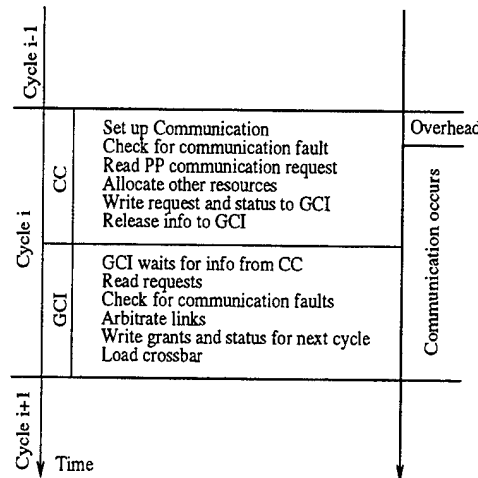 Cycle i-1
Set up Communication
Check for communication fault
Read PP communication request
Allocate other resources
Write request and status to GCI
Release info to GCI
Overhead
CC
Cycle i
GCI waits for info from CC
Read requests
Check for communication faults
Arbitrate links
Write grants and status for next cycle
Load crossbar
GCI
Communication occurs
Cycle i+1
Time